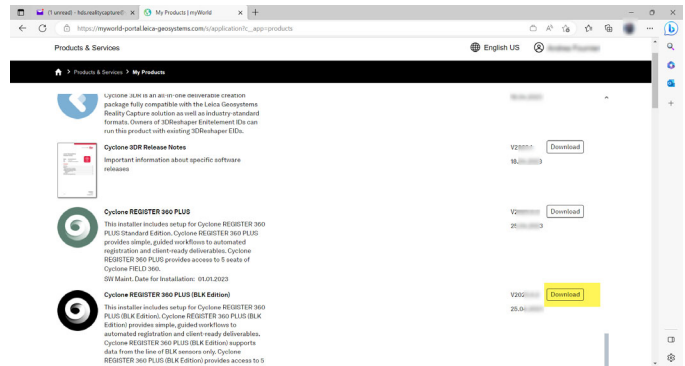 (1 unread) - hds.realitycapture©
My Products | myWorld
https://myworld-portal.leica-geosystems.com/s/application?c__app=products
Products & Services
English US
Products & Services > My Products
Cyclone 3DR is an all-in-one deliverable creation
package fully compatible with the Leica Geosystems
Reality Capture solution as well as industry-standard
formats. Owners of 3DReshaper Enitelement IDs can
run this product with existing 3DReshaper EIDs.
Cyclone 3DR Release Notes
Download
Important information about specific software
releases
Cyclone REGISTER 360 PLUS
Download
This installer includes setup for Cyclone REGISTER 360
PLUS Standard Edition. Cyclone REGISTER 360 PLUS
provides simple, guided workflows to automated
registration and client-ready deliverables. Cyclone
REGISTER 360 PLUS provides access to 5 seats of
Cyclone FIELD 360.
SW Maint. Date for Installation: 01.01.2023
Cyclone REGISTER 360 PLUS (BLK Edition)
Download
This installer includes setup for Cyclone REGISTER 360
PLUS (BLK Edition). Cyclone REGISTER 360 PLUS (BLK
Edition) provides simple, guided workflows to
automated registration and client-ready deliverables.
Cyclone REGISTER 360 PLUS (BLK Edition) supports
data from the line of BLK sensors only. Cyclone
REGISTER 360 PLUS (BLK Edition) provides access to 5